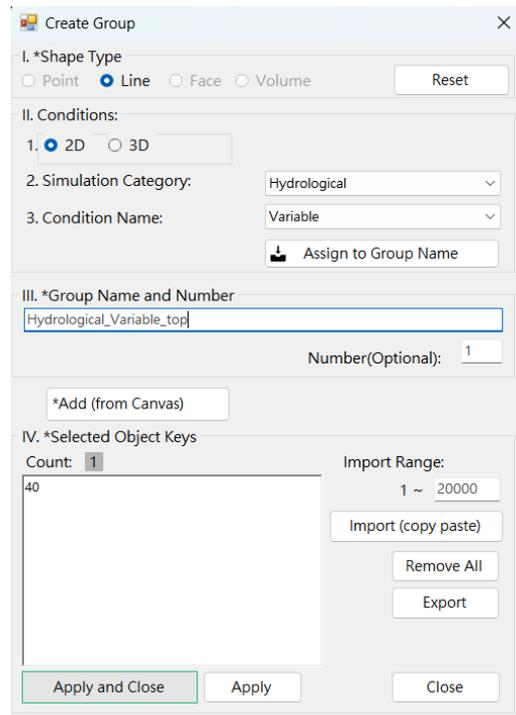 Create Group
I. *Shape Type
Point Line Face Volume Reset
II. Conditions:
1. 2D 3D
2. Simulation Category: Hydrological
3. Condition Name: Variable
Assign to Group Name
III. *Group Name and Number
Hydrological_Variable_top
Number(Optional): 1
*Add (from Canvas)
IV. *Selected Object Keys
Count: 1 Import Range:
40
1 ~ 20000
Import (copy paste)
Remove All
Export
Apply and Close Apply Close